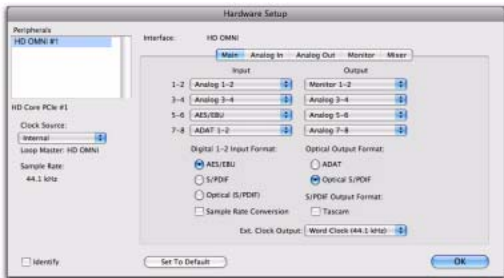 Hardware Setup
Peripherals
HD OMNI #1
Interface: HD OMNI
Main Analog In Analog Out Monitor Mixer
Input Output
1-2 Analog 1-2 Monitor 1-2
3-4 Analog 3-4 Analog 3-4
5-6 AES/EBU Analog 5-6
7-8 ADAT 1-2 Analog 7-8
HD Core PCIe #1
Clock Source:
Internal
Loop Master: HD OMNI
Sample Rate:
44.1 kHz
Digital 1-2 Input Format: Optical Output Format:
AES/EBU ADAT
S/PDIF Optical S/PDIF
Optical (S/PDIF) S/PDIF Output Format:
Sample Rate Conversion Tascam
Ext. Clock Output: Word Clock (44.1 kHz)
Identify Set To Default OK